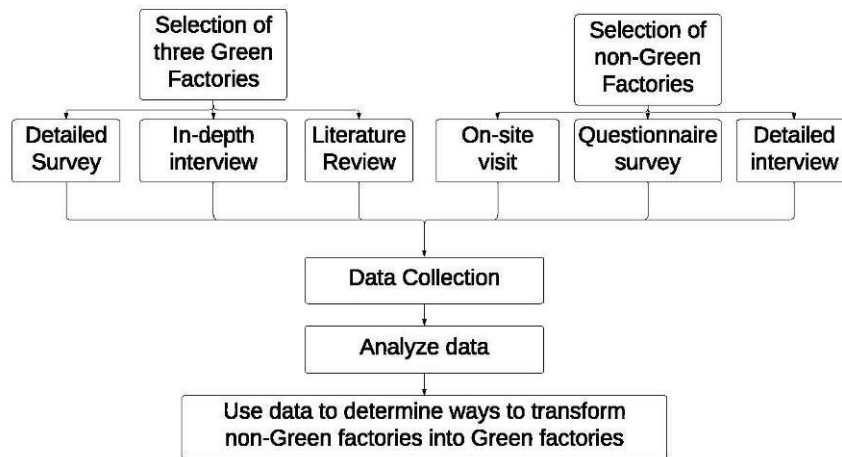 Selection of
three Green
Factories
Selection of
non-Green
Factories
Detailed
Survey
In-depth
interview
Literature
Review
On-site
visit
Questionnaire
survey
Detailed
interview
Data Collection
Analyze data
Use data to determine ways to transform
non-Green factories into Green factories